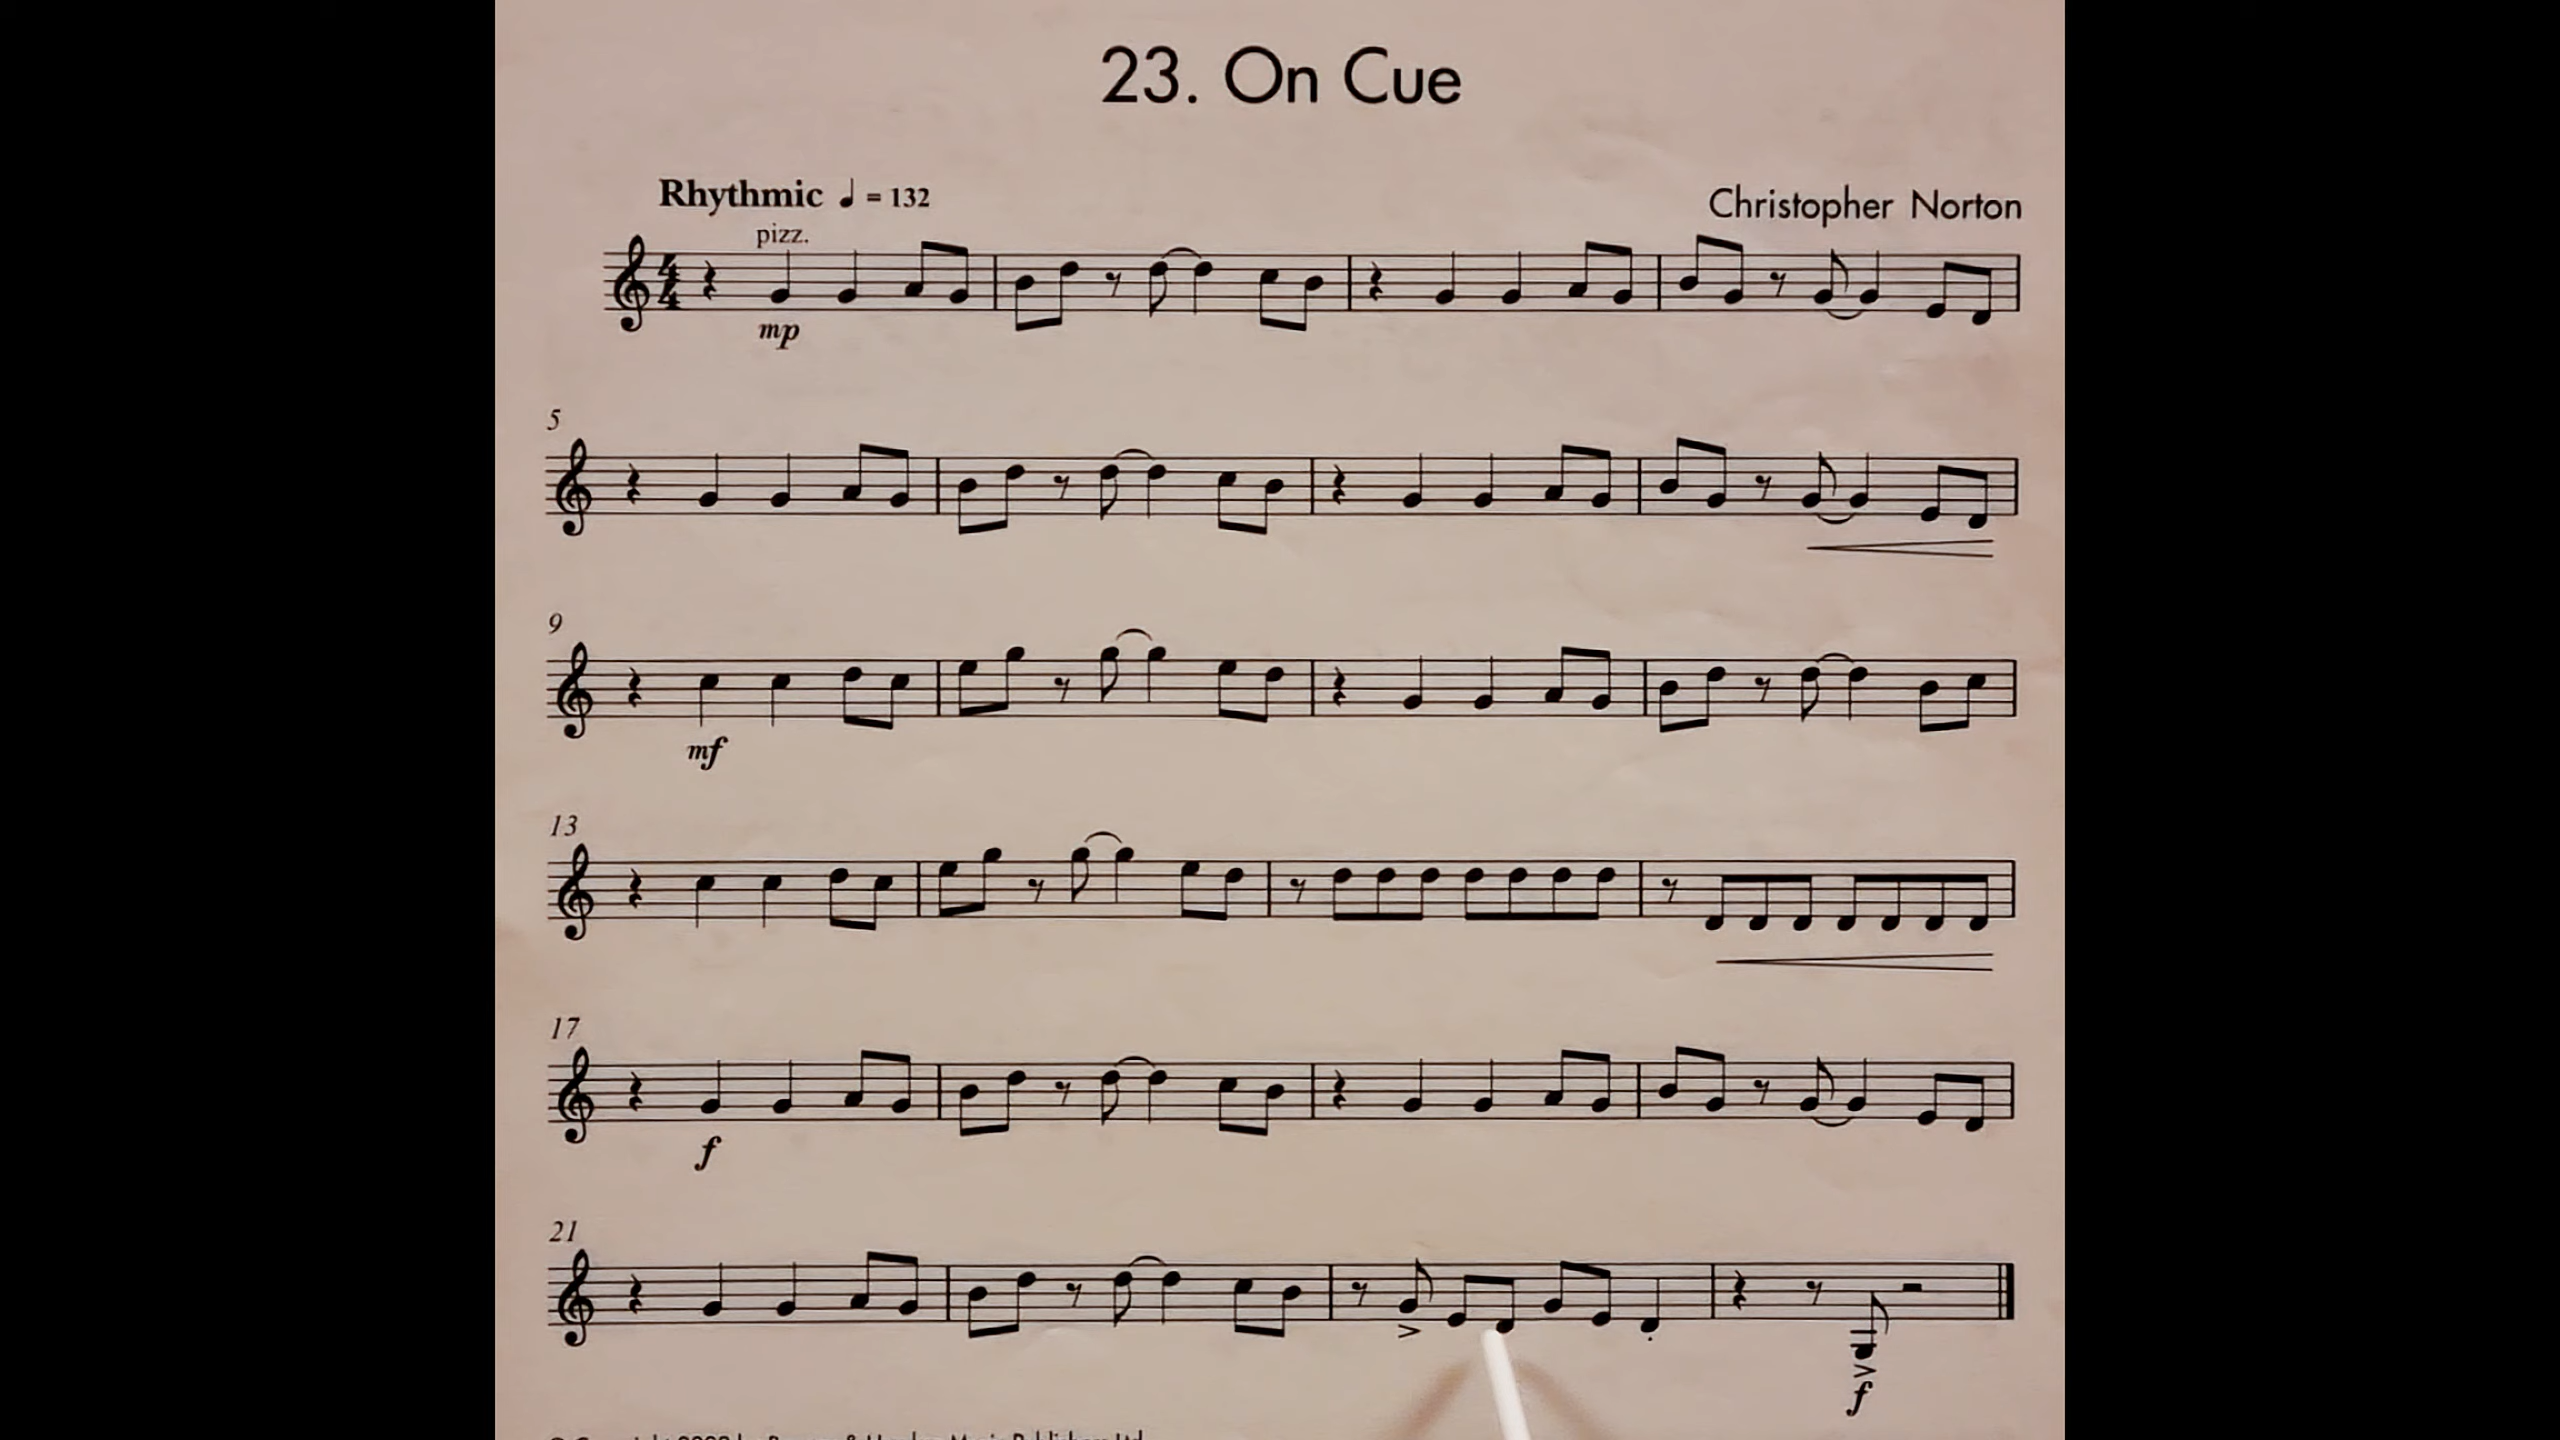 23. On Cue
Rhythmic ♩ = 132
Christopher Norton
pizz.
mp
5
9
mf
13
17
f
21
f